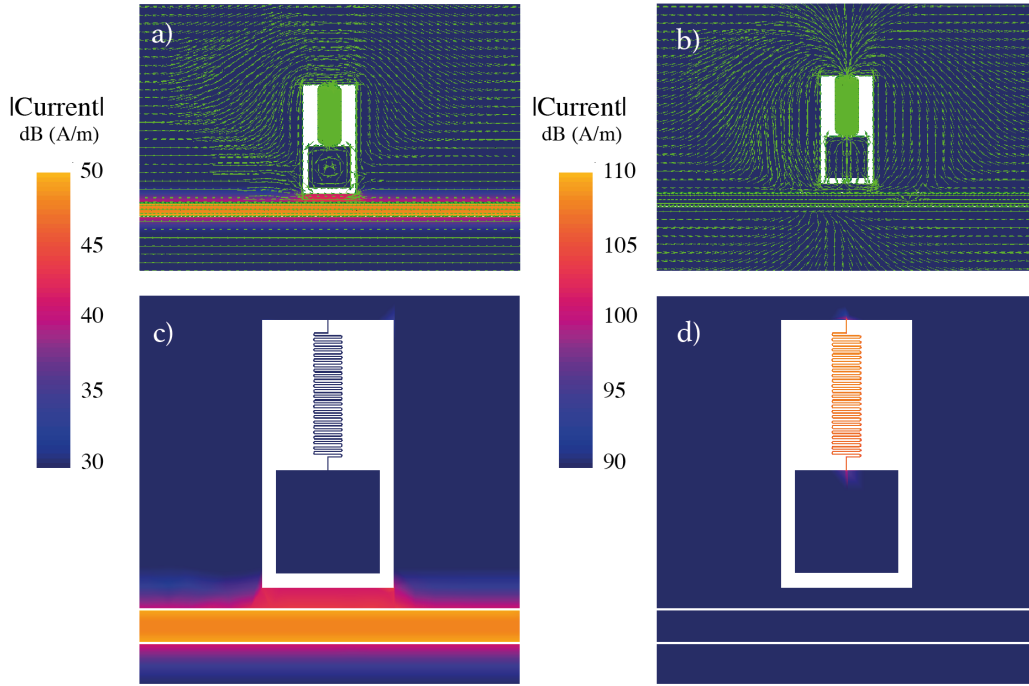 a)
b)
|Current|
dB (A/m)
50
45
40
35
30
|Current|
dB (A/m)
110
105
100
95
90
c)
d)